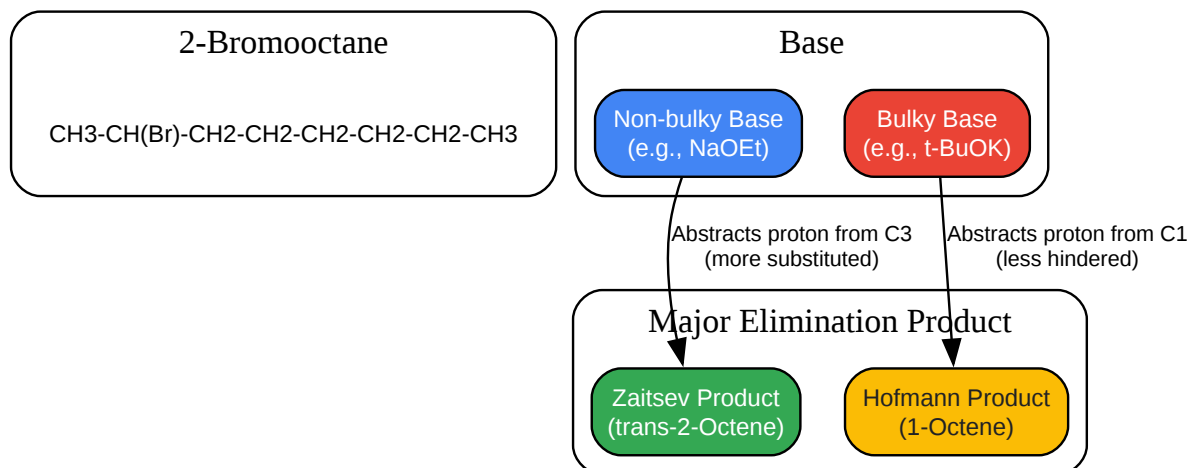 2-Bromooctane
CH3-CH(Br)-CH2-CH2-CH2-CH2-CH2-CH3
Base
Non-bulky Base
(e.g., NaOEt)
Bulky Base
(e.g., t-BuOK)
Abstracts proton from C3
(more substituted)
Abstracts proton from C1
(less hindered)
Major Elimination Product
Zaitsev Product
(trans-2-Octene)
Hofmann Product
(1-Octene)